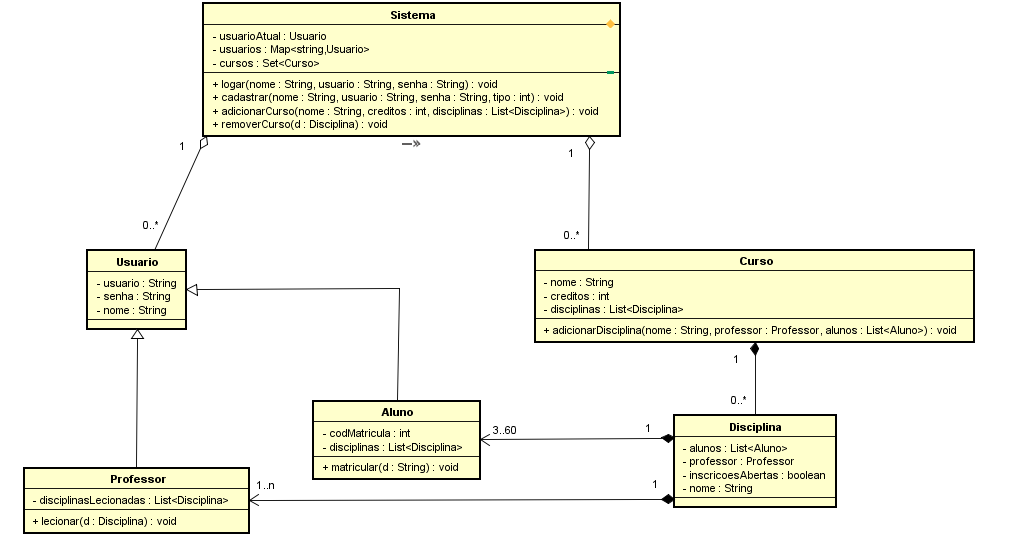 Sistema
- usuarioAtual : Usuario
- usuarios : Map<string,Usuario>
- cursos : Set<Curso>
+ logar(nome : String, usuario : String, senha : String) : void
+ cadastrar(nome : String, usuario : String, senha : String, tipo : int) : void
+ adicionarCurso(nome : String, creditos : int, disciplinas : List<Disciplina>) : void
+ removerCurso(d : Disciplina) : void
1
1
0..*
0..*
Usuario
- usuario : String
- senha : String
- nome : String
Curso
- nome : String
- creditos : int
- disciplinas : List<Disciplina>
+ adicionarDisciplina(nome : String, professor : Professor, alunos : List<Aluno>) : void
1
0..*
Aluno
- codMatricula : int
- disciplinas : List<Disciplina>
+ matricular(d : String) : void
3..60
1
Disciplina
- alunos : List<Aluno>
- professor : Professor
- inscricoesAbertas : boolean
- nome : String
Professor
- disciplinasLecionadas : List<Disciplina>
+ lecionar(d : Disciplina) : void
1..n
1